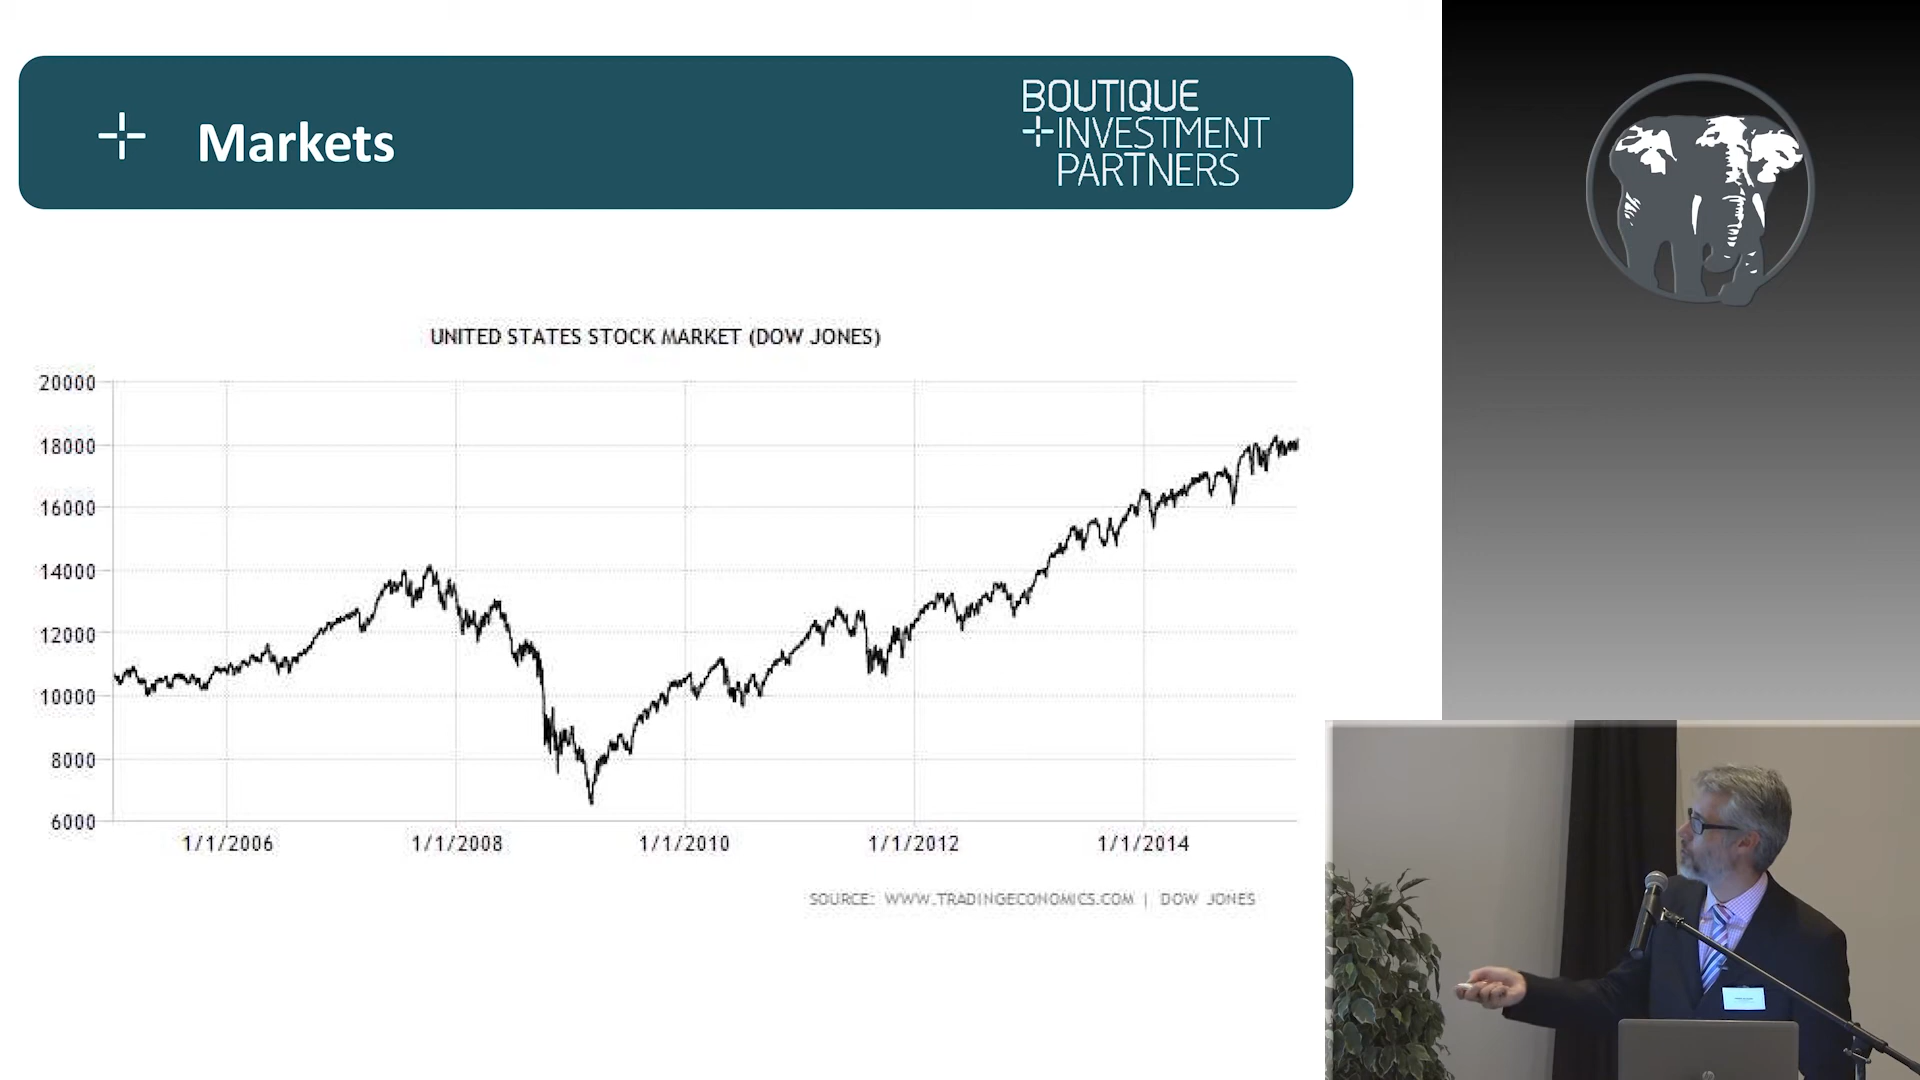 Markets
BOUTIQUE
INVESTMENT
PARTNERS
UNITED STATES STOCK MARKET (DOW JONES)
20000
18000
16000
14000
12000
10000
8000
6000
1/1/2006 1/1/2008 1/1/2010 1/1/2012 1/1/2014
SOURCE: WWW.TRADINGECONOMICS.COM | DOW JONES